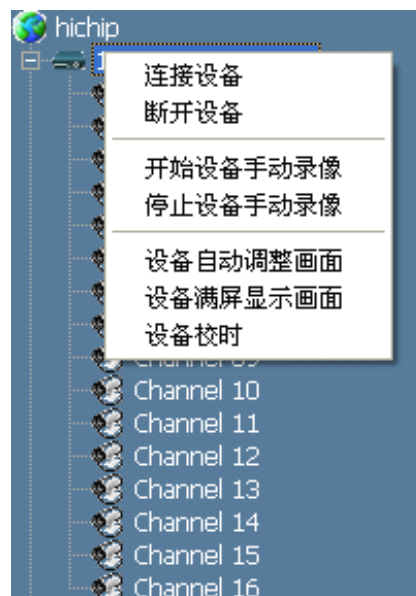 hichip
连接设备
断开设备
开始设备手动录像
停止设备手动录像
设备自动调整画面
设备满屏显示画面
设备校时
Channel 09
Channel 10
Channel 11
Channel 12
Channel 13
Channel 14
Channel 15
Channel 16